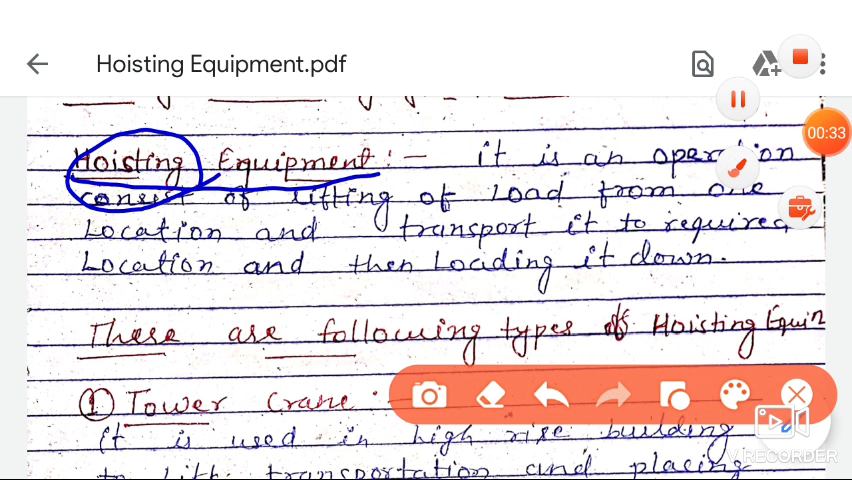 Hoisting Equipment.pdf
00:33
Hoisting Equipment :- it is an operation
consist of lifting of Load from one
Location and transport it to required
Location and then Loading it down.
These are following types of Hoisting Equip
① Tower Crane :
it is used in high rise building
to lift transportation and placing
V RECORDER